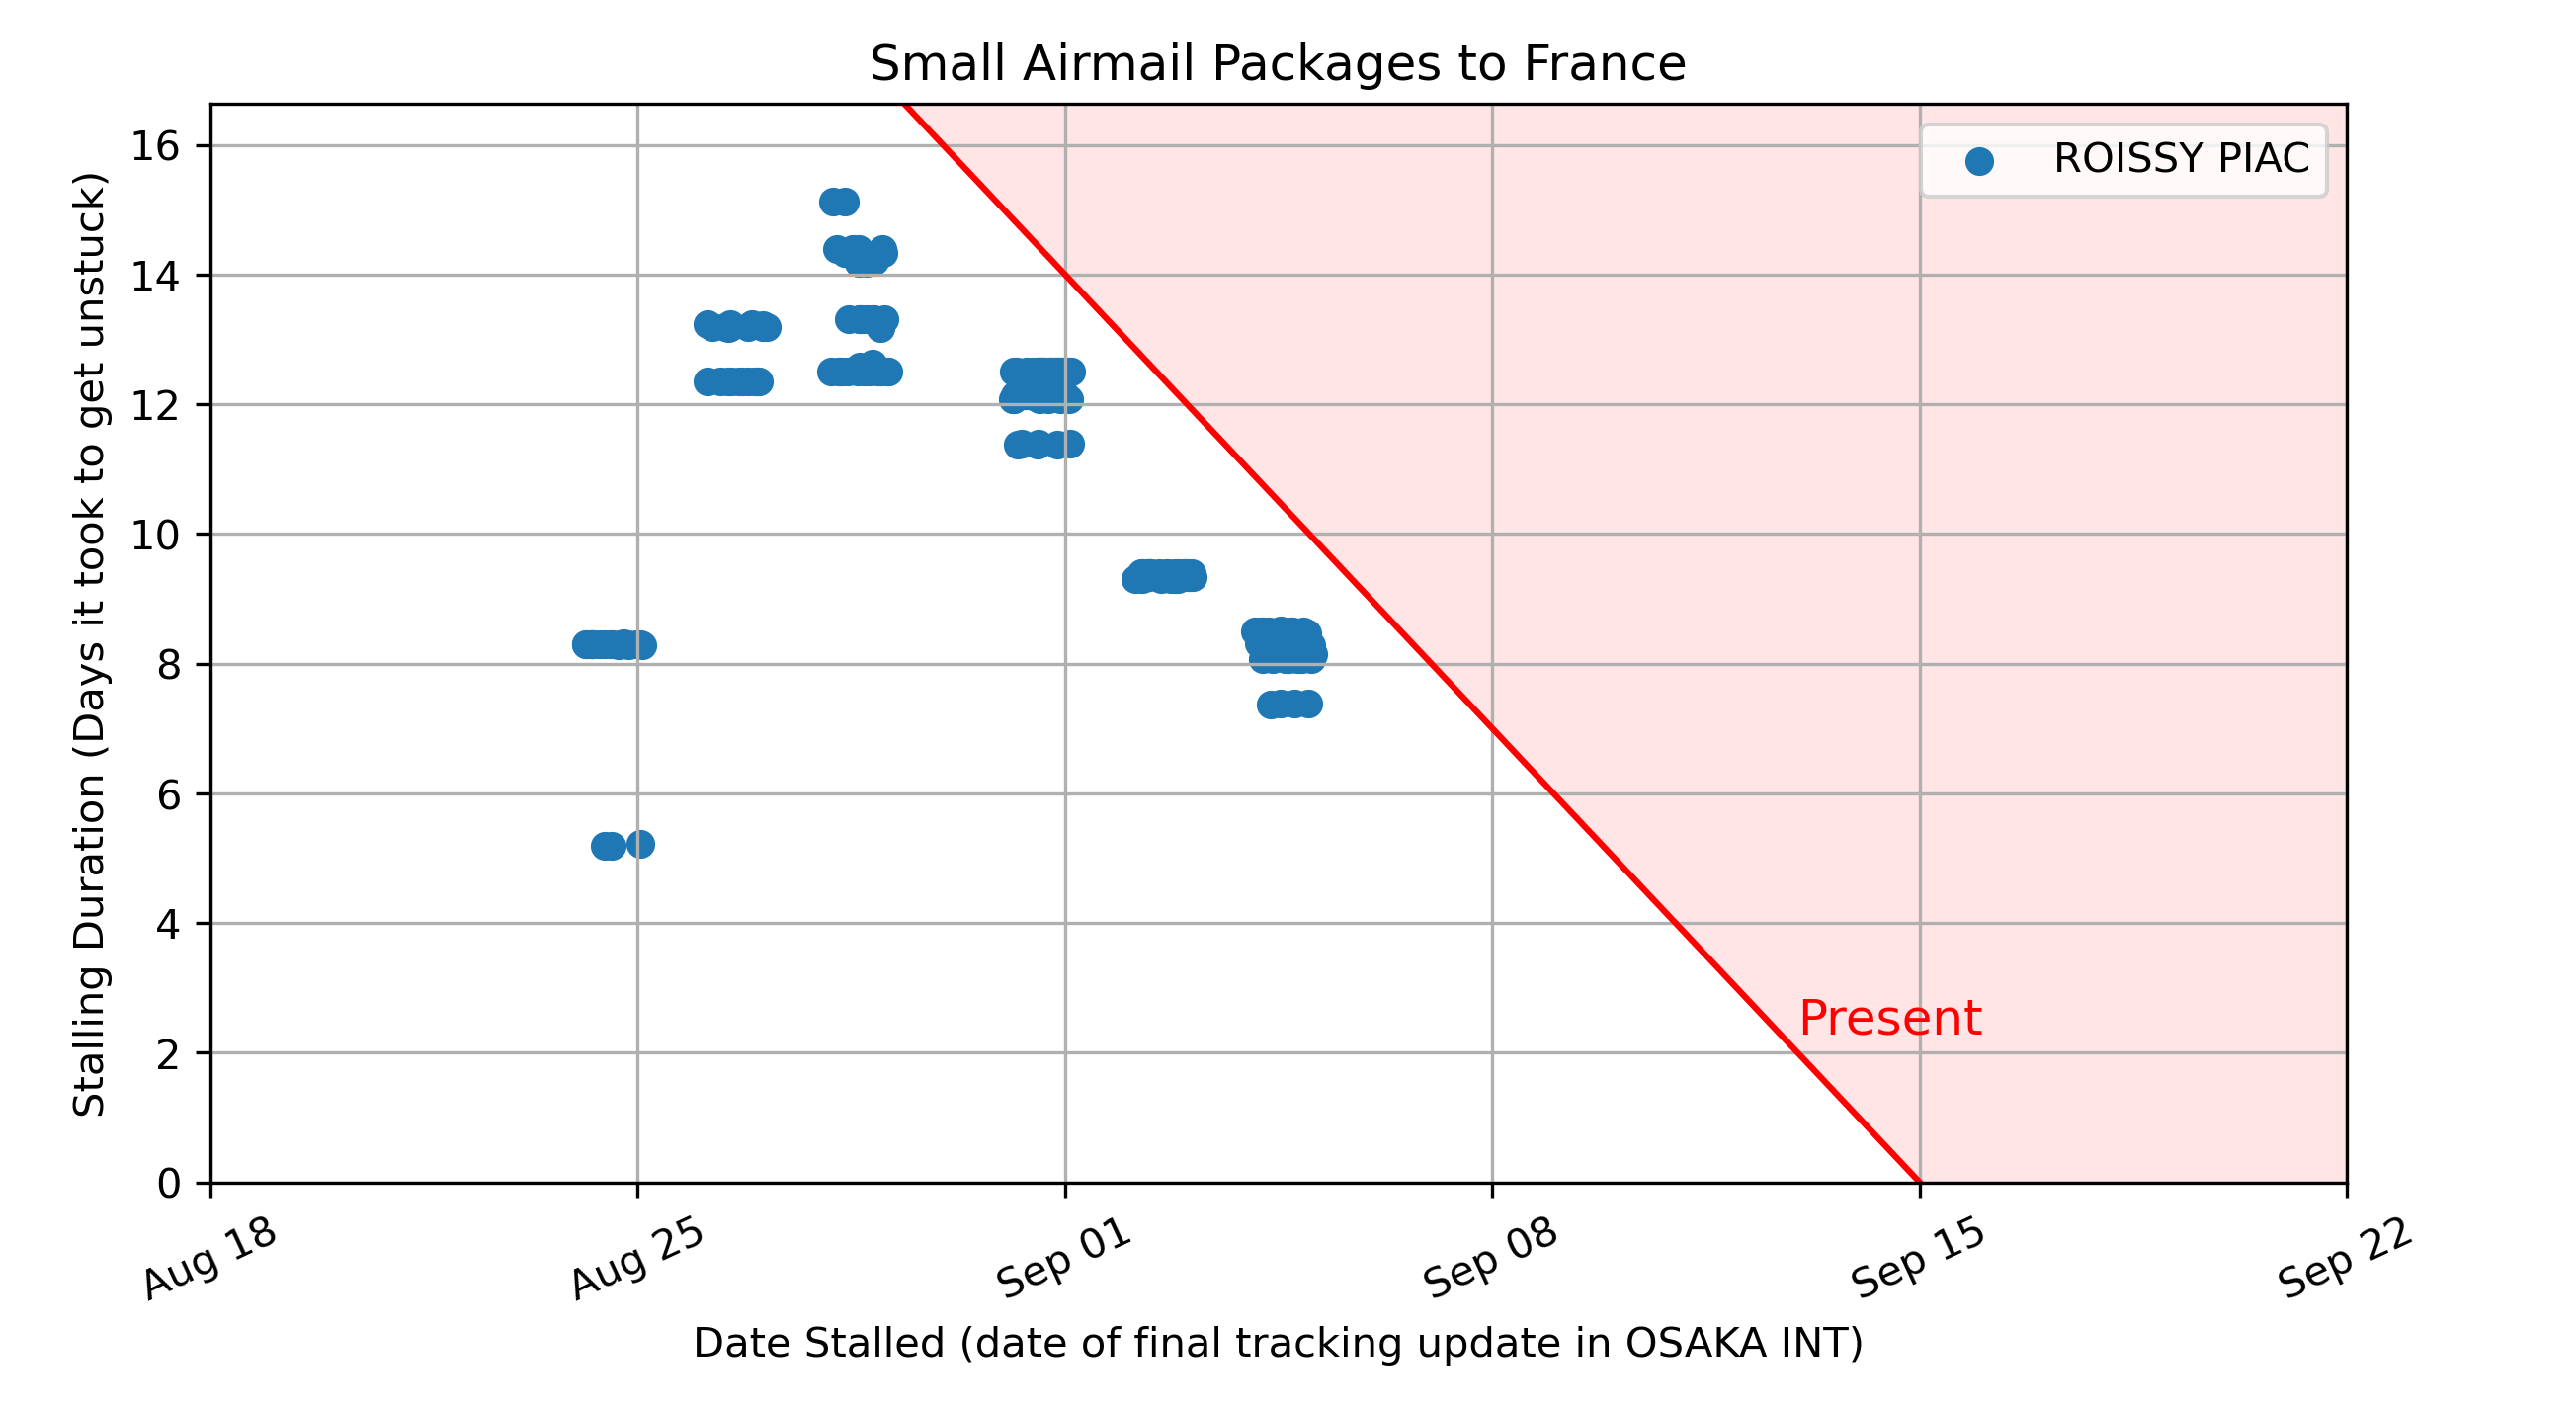 Small Airmail Packages to France
Stalling Duration (Days it took to get unstuck)
16
14
12
10
8
6
4
2
0
ROISSY PIAC
Present
Aug 18
Aug 25
Sep 01
Sep 08
Sep 15
Sep 22
Date Stalled (date of final tracking update in OSAKA INT)